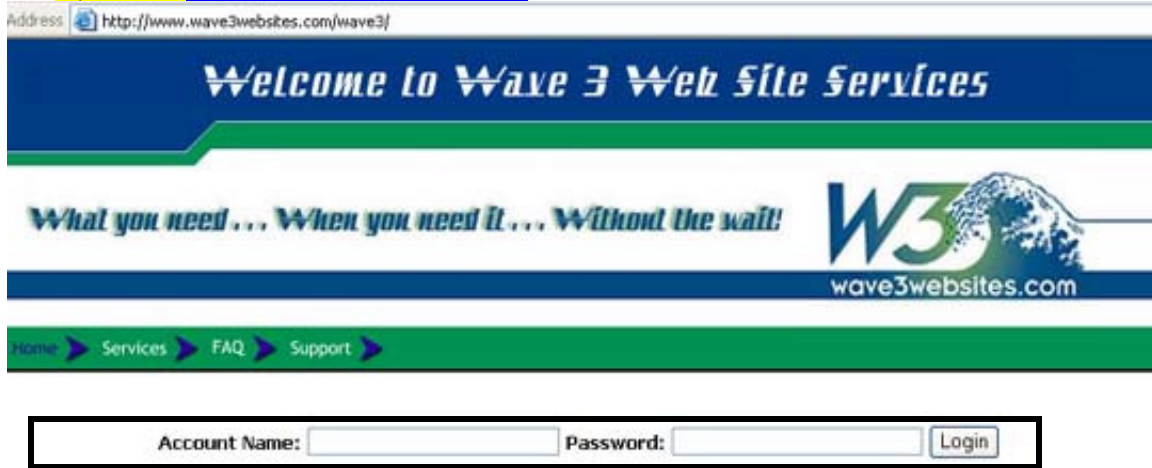 Address http://www.wave3websites.com/wave3/
Welcome to Wave 3 Web Site Services
What you need . . . When you need it . . . Without the wait!
W3
wave3websites.com
Home Services FAQ Support
Account Name: Password: Login